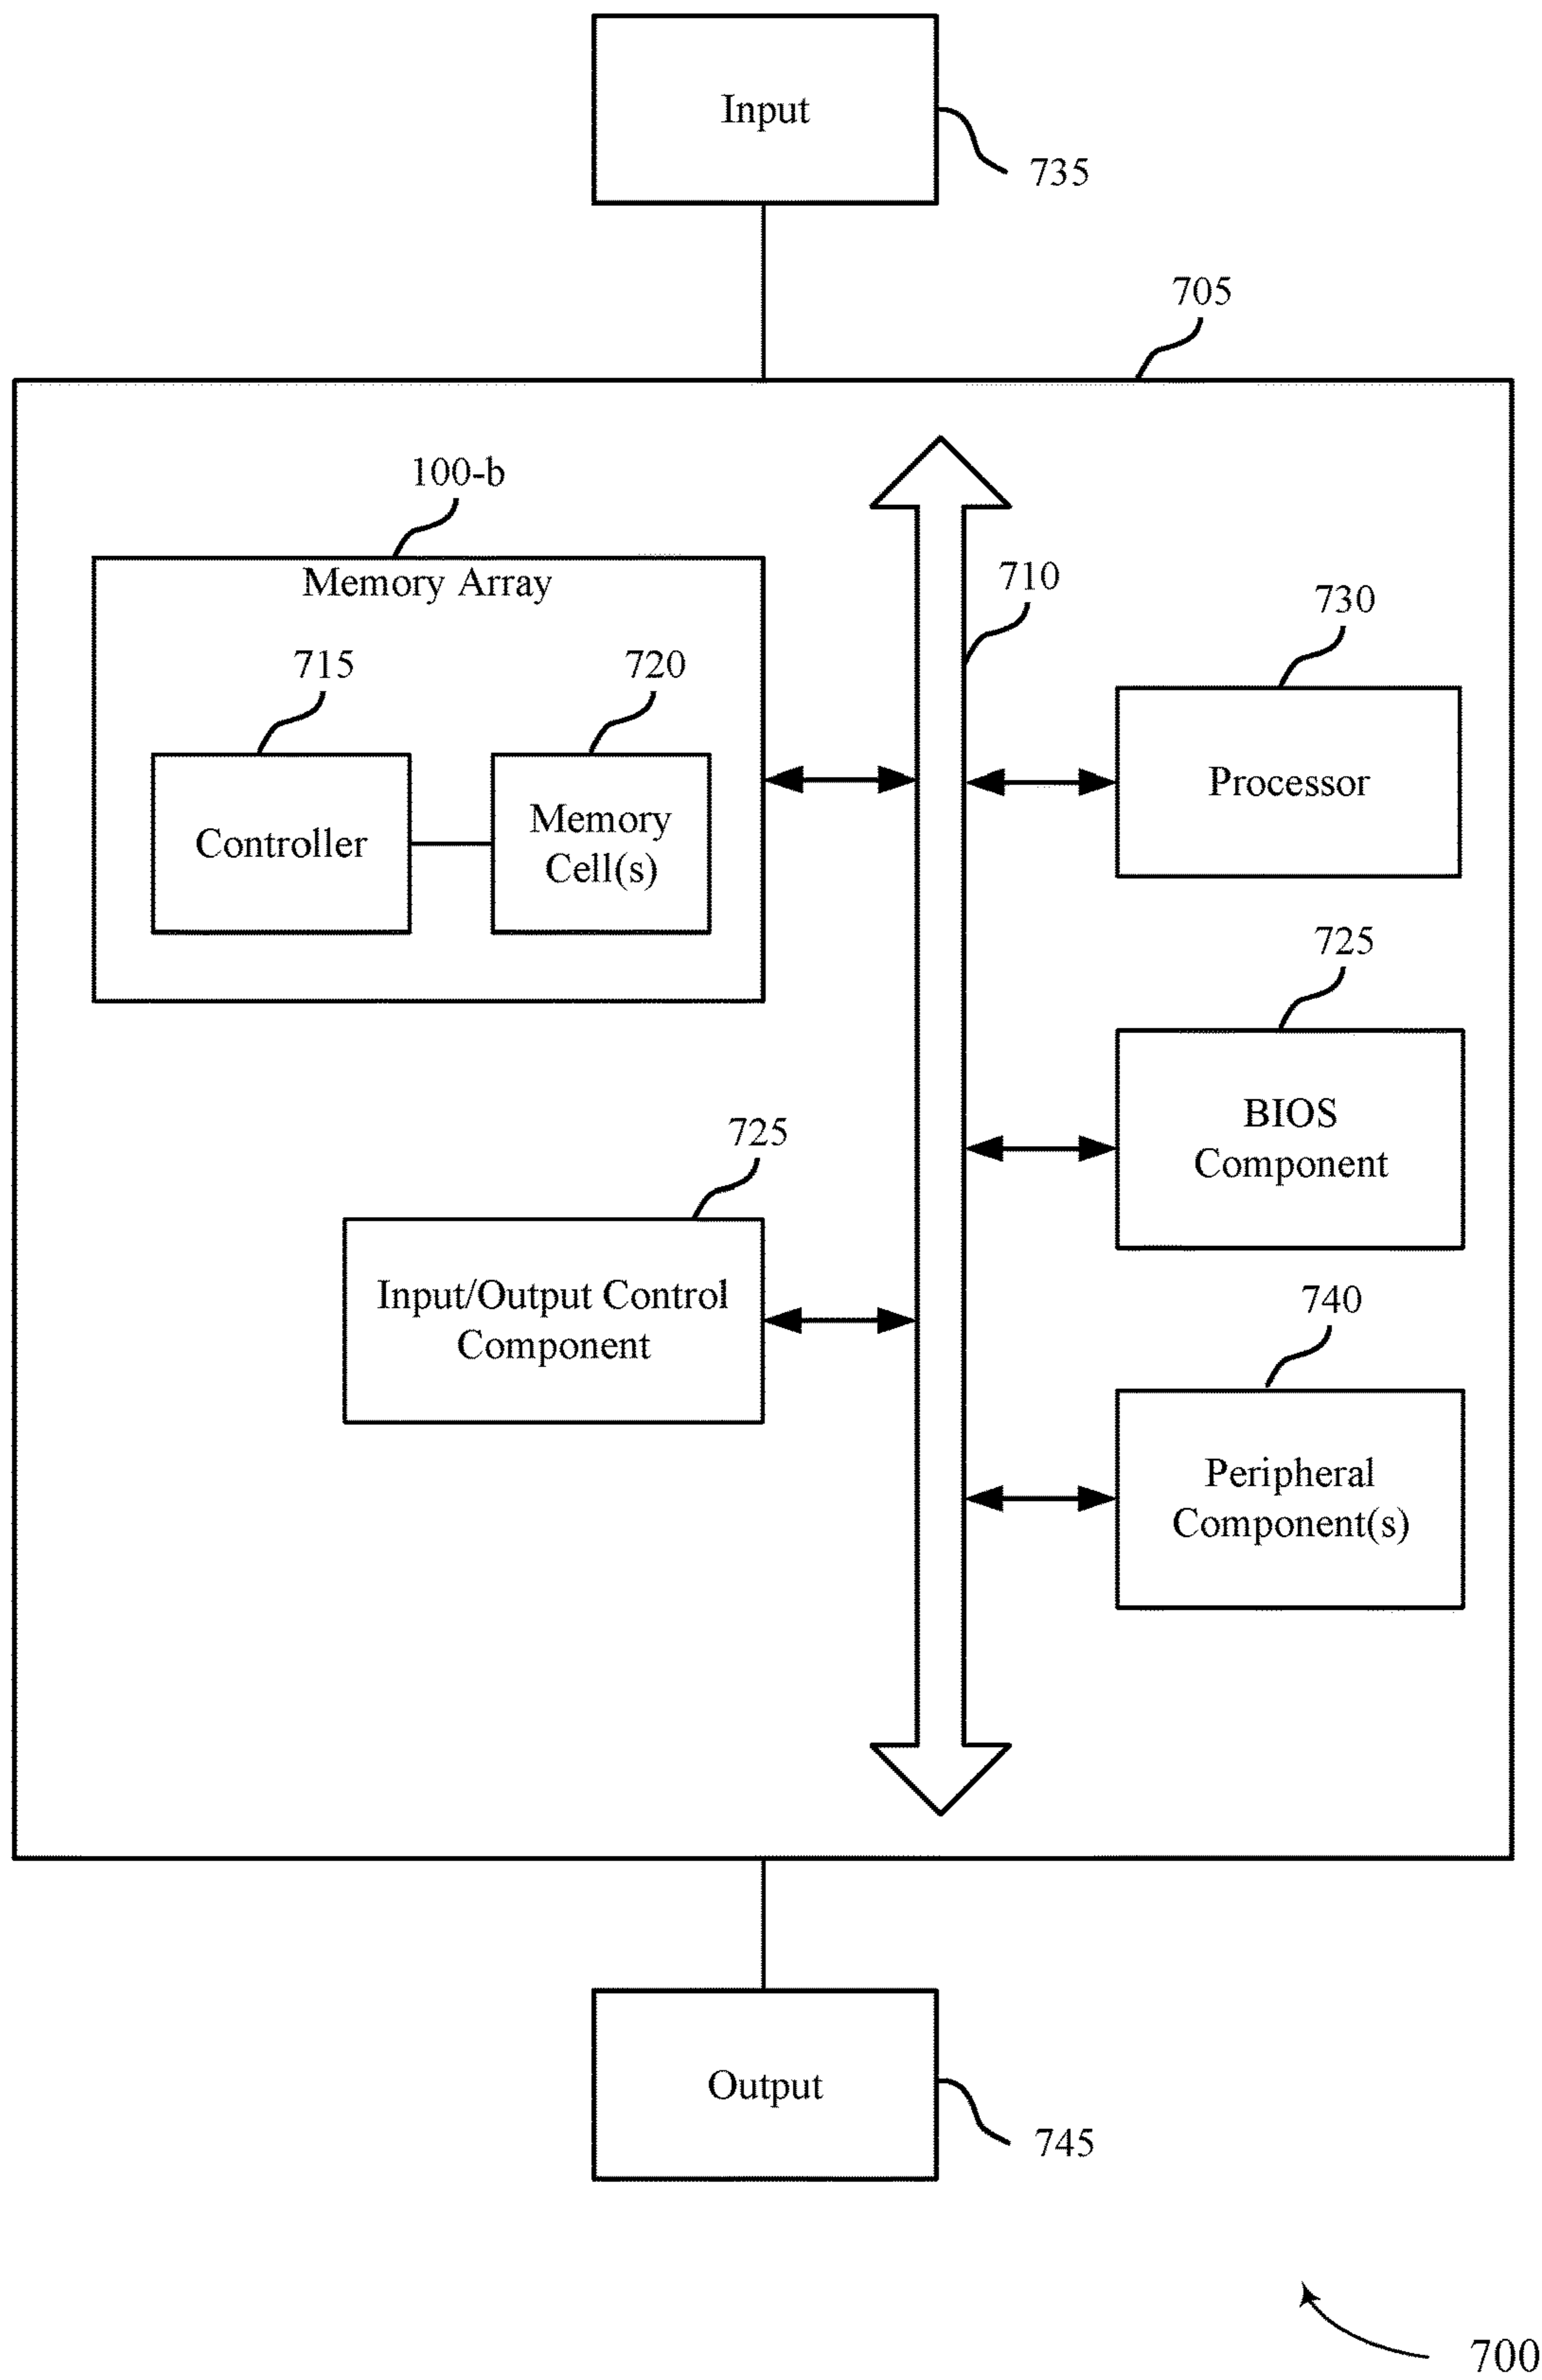 Input
735
705
100-b
Memory Array
710
730
715
720
Processor
Controller
Memory
Cell(s)
725
BIOS
Component
725
Input/Output Control
Component
740
Peripheral
Component(s)
Output
745
700